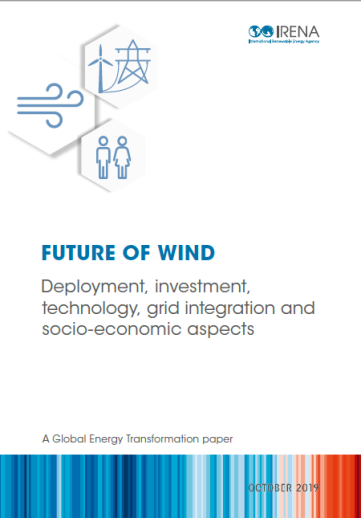 IRENA
International Renewable Energy Agency
FUTURE OF WIND
Deployment, investment,
technology, grid integration and
socio-economic aspects
A Global Energy Transformation paper
OCTOBER 2019